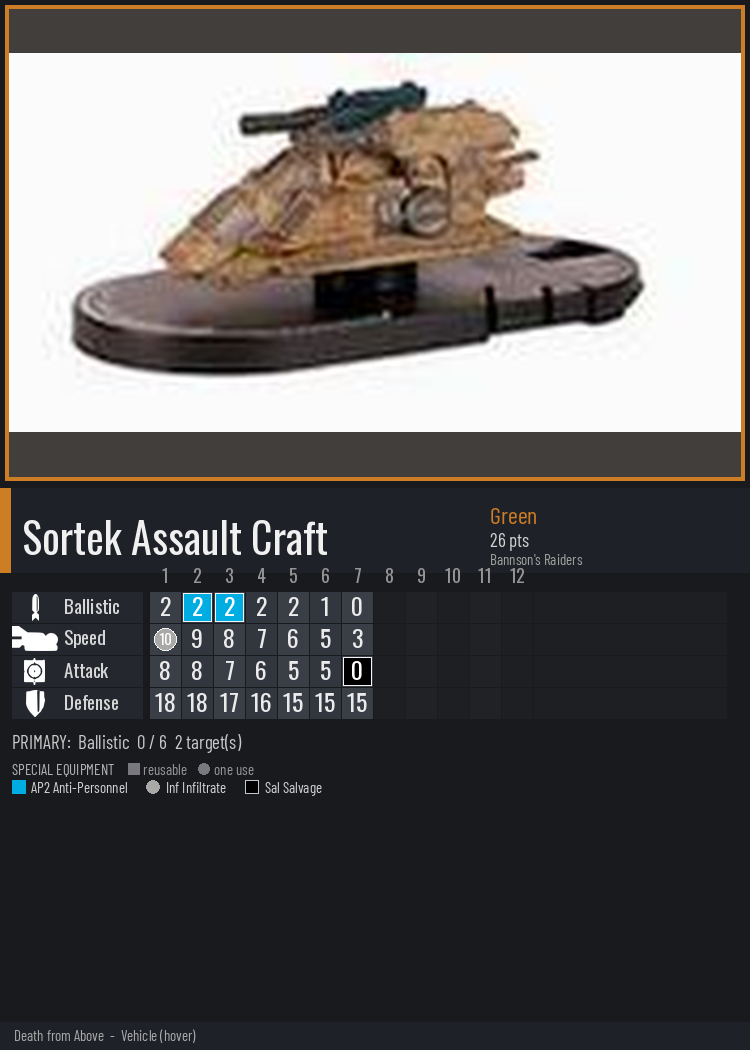 Sortek Assault Craft
Green
26 pts
Bannson's Raiders
1 2 3 4 5 6 7 8 9 10 11 12
Ballistic 2 2 2 2 2 1 0
Speed 10 9 8 7 6 5 3
Attack 8 8 7 6 5 5 0
Defense 18 18 17 16 15 15 15
PRIMARY: Ballistic 0 / 6 2 target(s)
SPECIAL EQUIPMENT reusable one use
AP2 Anti-Personnel Inf Infiltrate Sal Salvage
Death from Above - Vehicle (hover)